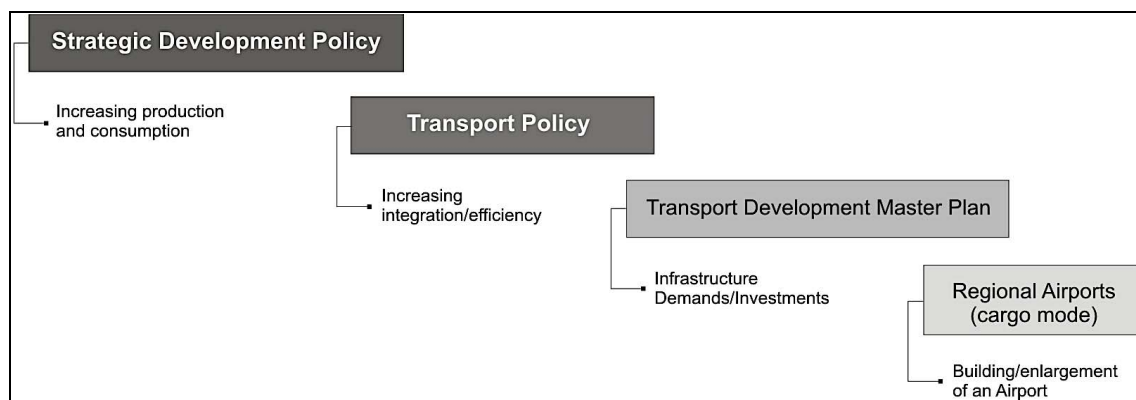 Strategic Development Policy
Increasing production
and consumption
Transport Policy
Increasing
integration/efficiency
Transport Development Master Plan
Infrastructure
Demands/Investments
Regional Airports
(cargo mode)
Building/enlargement
of an Airport